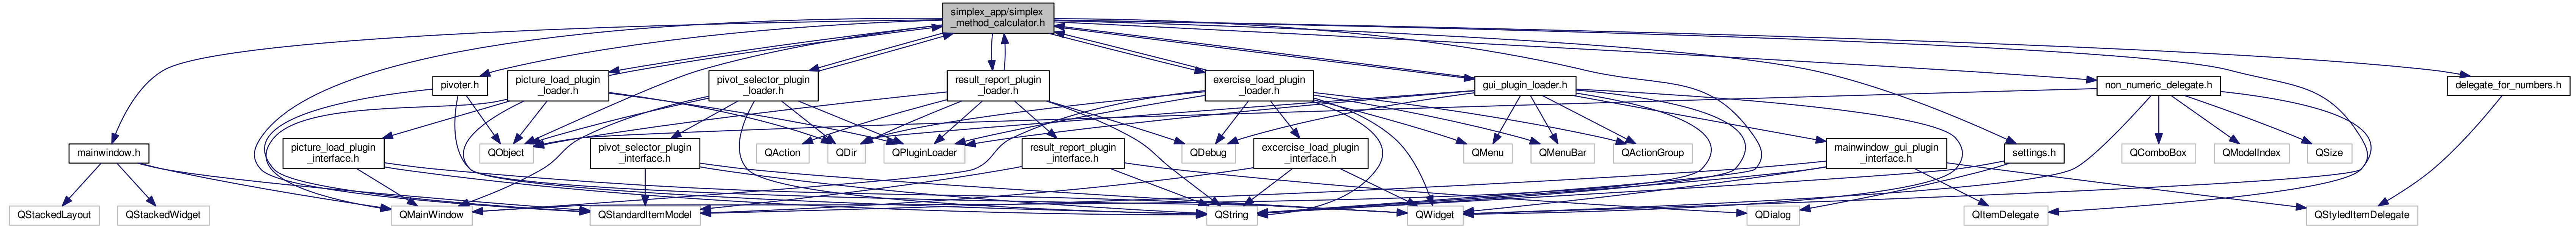 simplex_app/simplex
_method_calculator.h
pivoter.h
picture_load_plugin
_loader.h
pivot_selector_plugin
_loader.h
result_report_plugin
_loader.h
exercise_load_plugin
_loader.h
gui_plugin_loader.h
non_numeric_delegate.h
delegate_for_numbers.h
mainwindow.h
picture_load_plugin
_interface.h
QObject
pivot_selector_plugin
_interface.h
QAction
QDir
QPluginLoader
result_report_plugin
_interface.h
QDebug
excercise_load_plugin
_interface.h
QMenu
QMenuBar
QActionGroup
mainwindow_gui_plugin
_interface.h
settings.h
QComboBox
QModelIndex
QSize
QStackedLayout
QStackedWidget
QMainWindow
QStandardItemModel
QString
QWidget
QDialog
QItemDelegate
QStyledItemDelegate